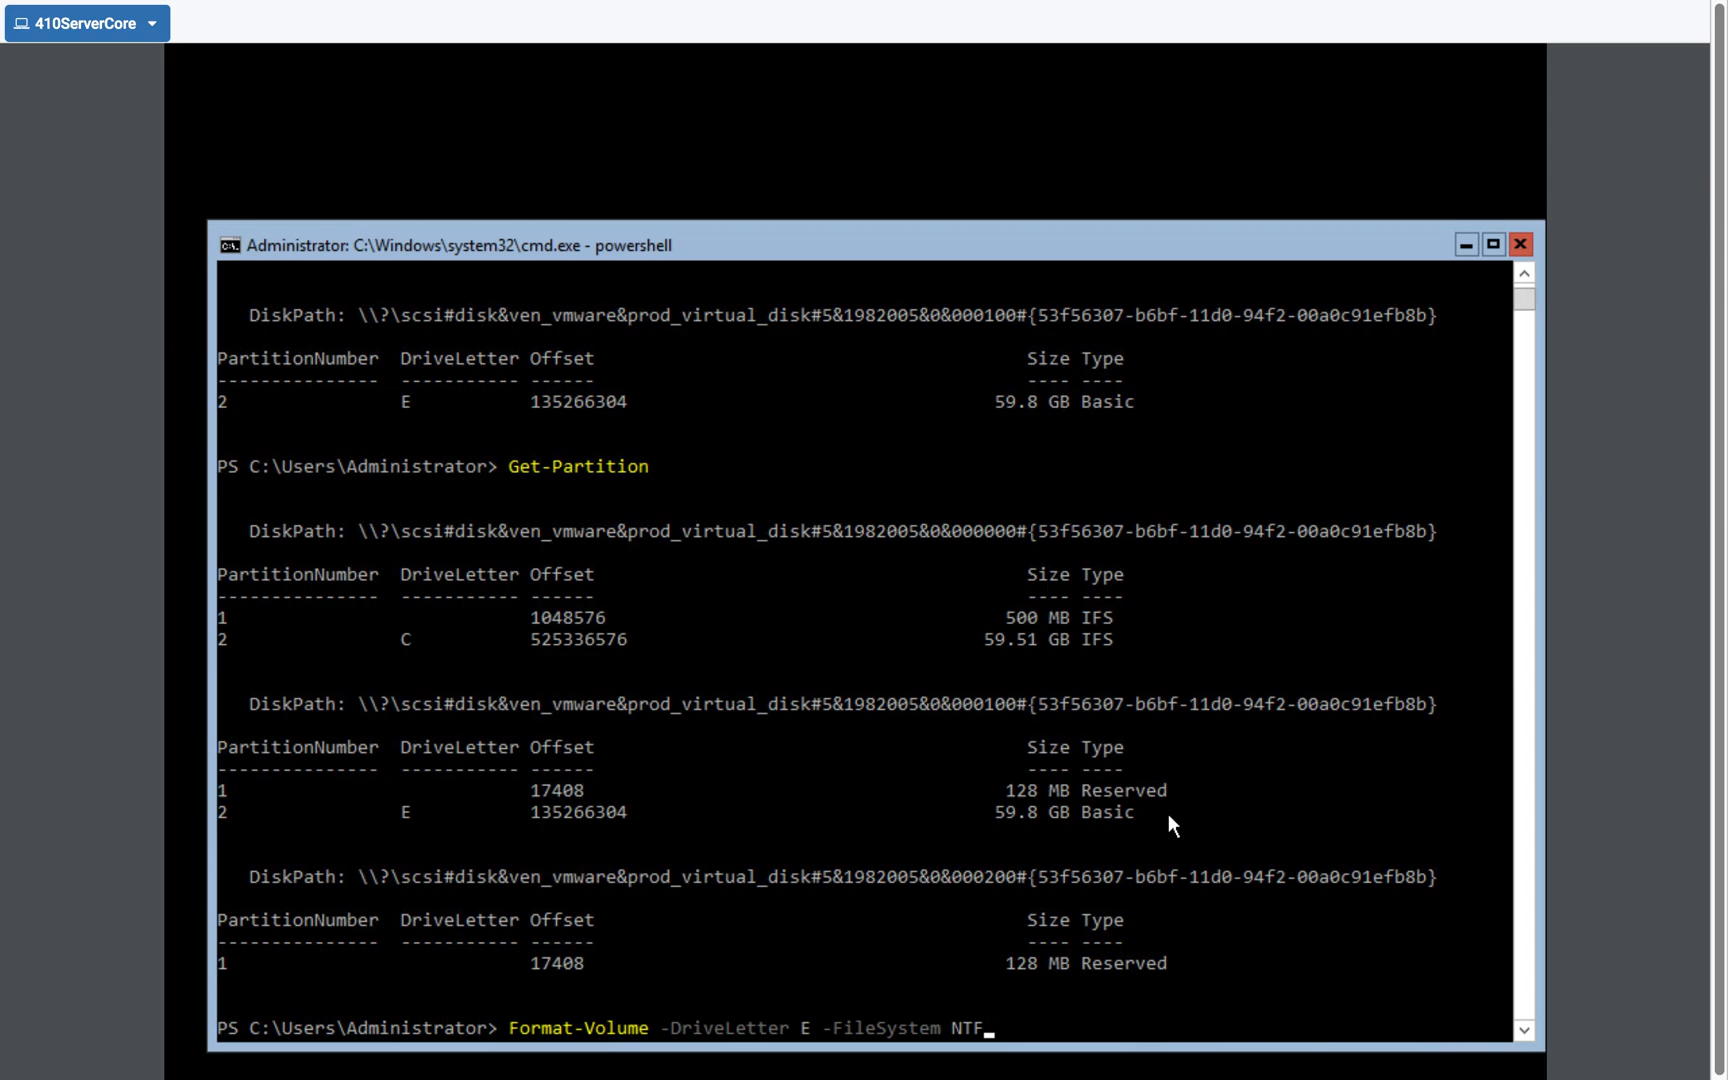 410ServerCore
Administrator: C:\Windows\system32\cmd.exe - powershell
DiskPath: \\?\scsi#disk&ven_vmware&prod_virtual_disk#5&1982005&0&000100#{53f56307-b6bf-11d0-94f2-00a0c91efb8b}
PartitionNumber DriveLetter Offset Size Type
--------------- ----------- ------ ---- ----
2 E 135266304 59.8 GB Basic
PS C:\Users\Administrator> Get-Partition
DiskPath: \\?\scsi#disk&ven_vmware&prod_virtual_disk#5&1982005&0&000000#{53f56307-b6bf-11d0-94f2-00a0c91efb8b}
PartitionNumber DriveLetter Offset Size Type
--------------- ----------- ------ ---- ----
1 1048576 500 MB IFS
2 C 525336576 59.51 GB IFS
DiskPath: \\?\scsi#disk&ven_vmware&prod_virtual_disk#5&1982005&0&000100#{53f56307-b6bf-11d0-94f2-00a0c91efb8b}
PartitionNumber DriveLetter Offset Size Type
--------------- ----------- ------ ---- ----
1 17408 128 MB Reserved
2 E 135266304 59.8 GB Basic
DiskPath: \\?\scsi#disk&ven_vmware&prod_virtual_disk#5&1982005&0&000200#{53f56307-b6bf-11d0-94f2-00a0c91efb8b}
PartitionNumber DriveLetter Offset Size Type
--------------- ----------- ------ ---- ----
1 17408 128 MB Reserved
PS C:\Users\Administrator> Format-Volume -DriveLetter E -FileSystem NTF_